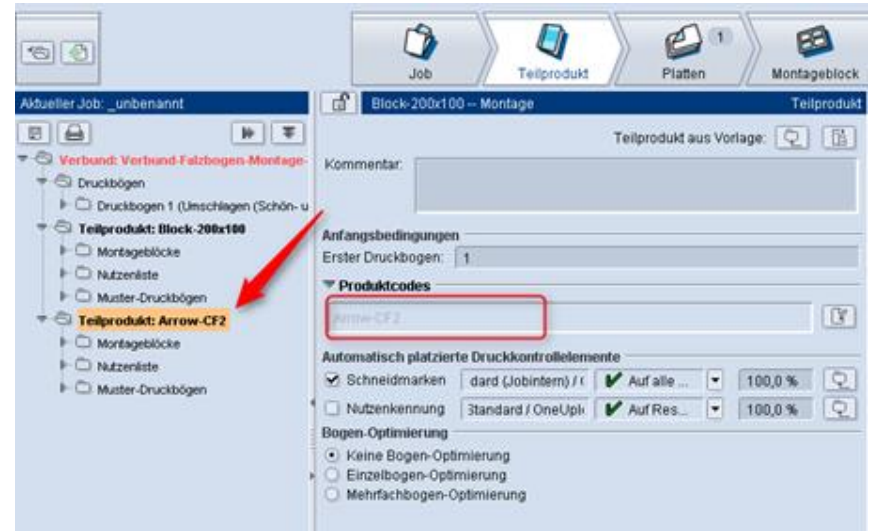 Job
Teilprodukt
Platten
1
Montageblock
Aktueller Job: _unbenannt
Block-200x100 -- Montage
Teilprodukt
Teilprodukt aus Vorlage:
Verbund: Verbund-Falzbogen-Montage-
Kommentar:
Druckbögen
Druckbogen 1 (Umschlagen (Schön- u
Teilprodukt: Block-200x100
Montageblöcke
Nutzenliste
Muster-Druckbögen
Teilprodukt: Arrow-CF2
Montageblöcke
Nutzenliste
Muster-Druckbögen
Anfangsbedingungen
Erster Druckbogen: 1
Produktcodes
Arrow-CF2
Automatisch platzierte Druckkontrollelemente
Schneidmarken dard (Jobintern) / ( Auf alle ... 100,0 %
Nutzenkennung Standard / OneUpl Auf Res... 100,0 %
Bogen-Optimierung
Keine Bogen-Optimierung
Einzelbogen-Optimierung
Mehrfachbogen-Optimierung